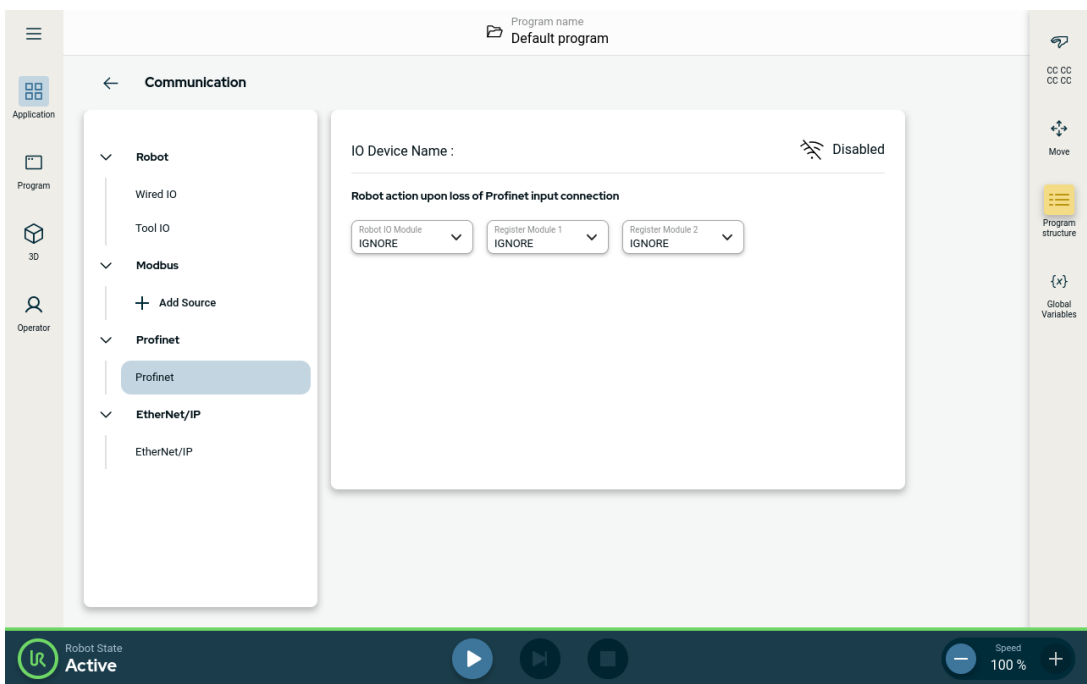 Program name
Default program
Application
Program
3D
Operator
Communication
Robot
Wired IO
Tool IO
Modbus
Add Source
Profinet
Profinet
EtherNet/IP
EtherNet/IP
IO Device Name :
Disabled
Robot action upon loss of Profinet input connection
Robot IO Module
IGNORE
Register Module 1
IGNORE
Register Module 2
IGNORE
CC CC
CC CC
Move
Program
structure
{x}
Global
Variables
UR
Robot State
Active
Speed
100 %